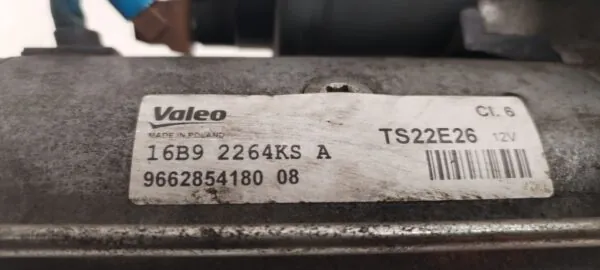 Valeo
Cl. 6
MADE IN POLAND
TS22E26 12V
16B9 2264KS A
9662854180 08